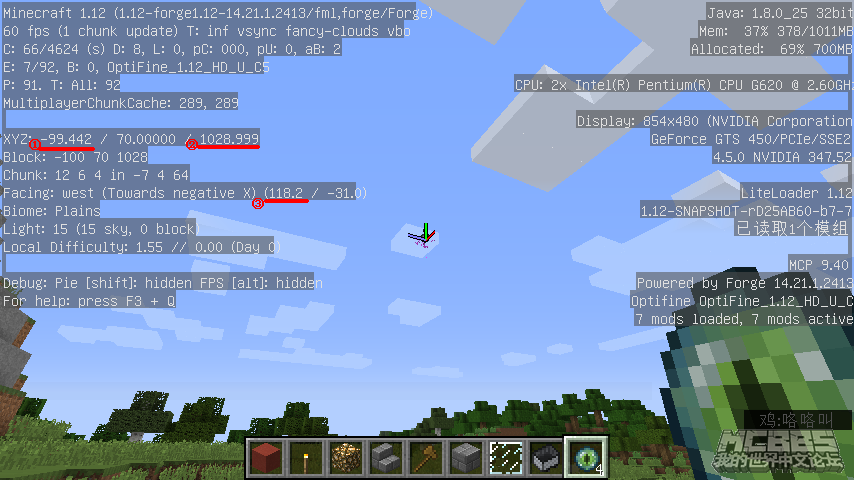 Minecraft 1.12 (1.12-forge1.12-14.21.1.2413/fml,forge/Forge)
60 fps (1 chunk update) T: inf vsync fancy-clouds vbo
C: 66/4624 (s) D: 8, L: 0, pC: 000, pU: 0, aB: 2
E: 7/92, B: 0, OptiFine_1.12_HD_U_C5
P: 91. T: All: 92
MultiplayerChunkCache: 289, 289
XYZ: -99.442 / 70.00000 / 1028.999
① ②
Block: -100 70 1028
Chunk: 12 6 4 in -7 4 64
Facing: west (Towards negative X) (118.2 / -31.0)
③
Biome: Plains
Light: 15 (15 sky, 0 block)
Local Difficulty: 1.55 // 0.00 (Day 0)
Debug: Pie [shift]: hidden FPS [alt]: hidden
For help: press F3 + Q
Java: 1.8.0_25 32bit
Mem: 37% 378/1011MB
Allocated: 69% 700MB
CPU: 2x Intel(R) Pentium(R) CPU G620 @ 2.60GHz
Display: 854x480 (NVIDIA Corporation
GeForce GTS 450/PCIe/SSE2
4.5.0 NVIDIA 347.52
LiteLoader 1.12
1.12-SNAPSHOT-rD25AB60-b7-7
已读取1个模组
MCP 9.40
Powered by Forge 14.21.1.2413
Optifine OptiFine_1.12_HD_U_C
7 mods loaded, 7 mods active
鸡:咯咯叫
MCBBS
我的世界中文论坛
4